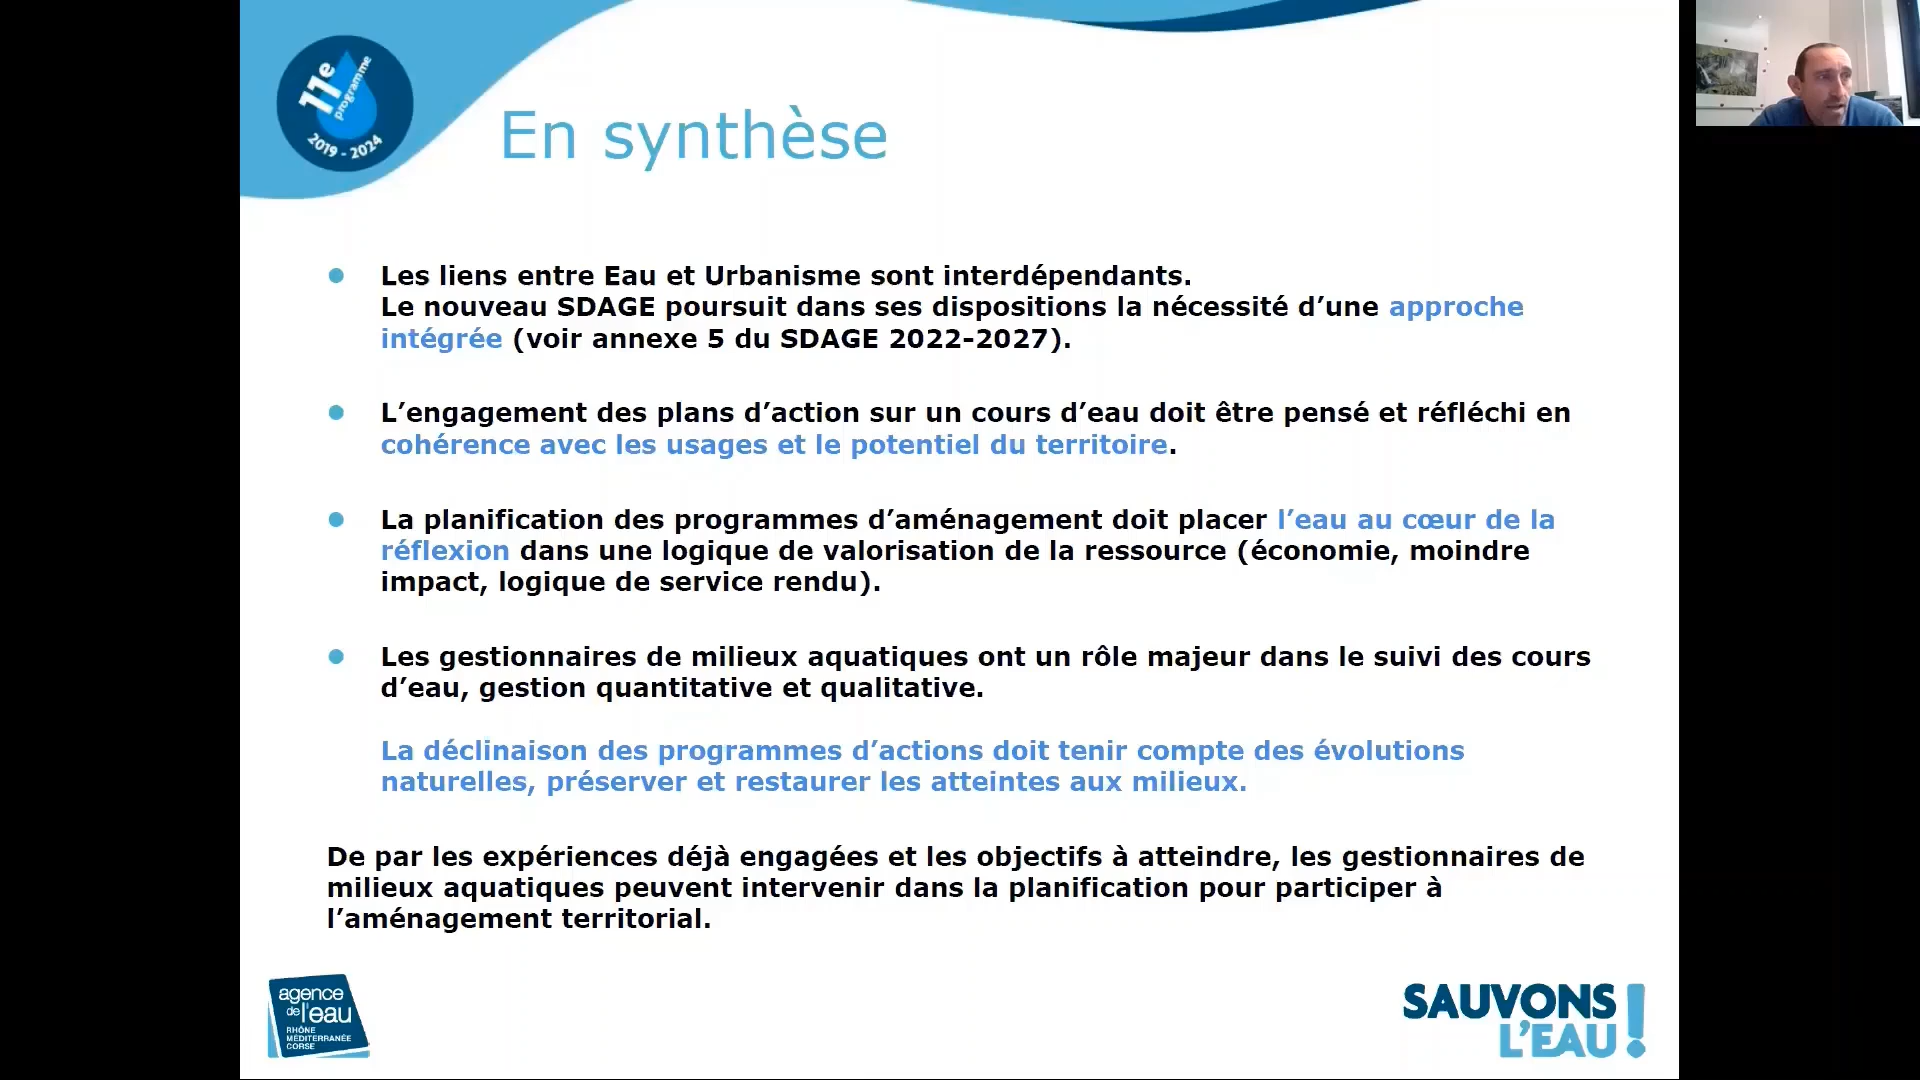 11e
programme
2019 - 2024
En synthèse
Les liens entre Eau et Urbanisme sont interdépendants.
Le nouveau SDAGE poursuit dans ses dispositions la nécessité d’une approche
intégrée (voir annexe 5 du SDAGE 2022-2027).
L’engagement des plans d’action sur un cours d’eau doit être pensé et réfléchi en
cohérence avec les usages et le potentiel du territoire.
La planification des programmes d’aménagement doit placer l’eau au cœur de la
réflexion dans une logique de valorisation de la ressource (économie, moindre
impact, logique de service rendu).
Les gestionnaires de milieux aquatiques ont un rôle majeur dans le suivi des cours
d’eau, gestion quantitative et qualitative.
La déclinaison des programmes d’actions doit tenir compte des évolutions
naturelles, préserver et restaurer les atteintes aux milieux.
De par les expériences déjà engagées et les objectifs à atteindre, les gestionnaires de
milieux aquatiques peuvent intervenir dans la planification pour participer à
l’aménagement territorial.
agence
de l’eau
RHÔNE
MÉDITERRANÉE
CORSE
SAUVONS
L’EAU !